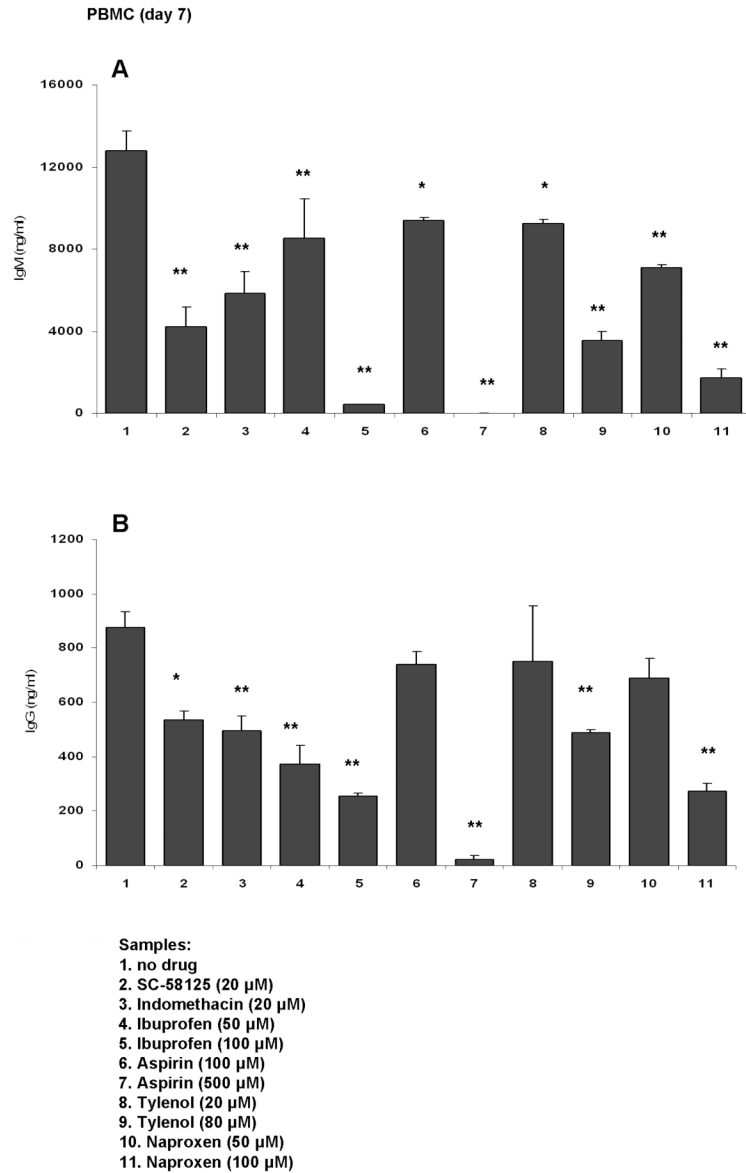 PBMC (day 7)
A
16000
12000
8000
4000
0
IgM (ng/ml)
** ** ** ** * ** * ** ** **
1 2 3 4 5 6 7 8 9 10 11
B
1200
1000
800
600
400
200
0
IgG (ng/ml)
* ** ** ** ** ** **
1 2 3 4 5 6 7 8 9 10 11
Samples:
1. no drug
2. SC-58125 (20 µM)
3. Indomethacin (20 µM)
4. Ibuprofen (50 µM)
5. Ibuprofen (100 µM)
6. Aspirin (100 µM)
7. Aspirin (500 µM)
8. Tylenol (20 µM)
9. Tylenol (80 µM)
10. Naproxen (50 µM)
11. Naproxen (100 µM)